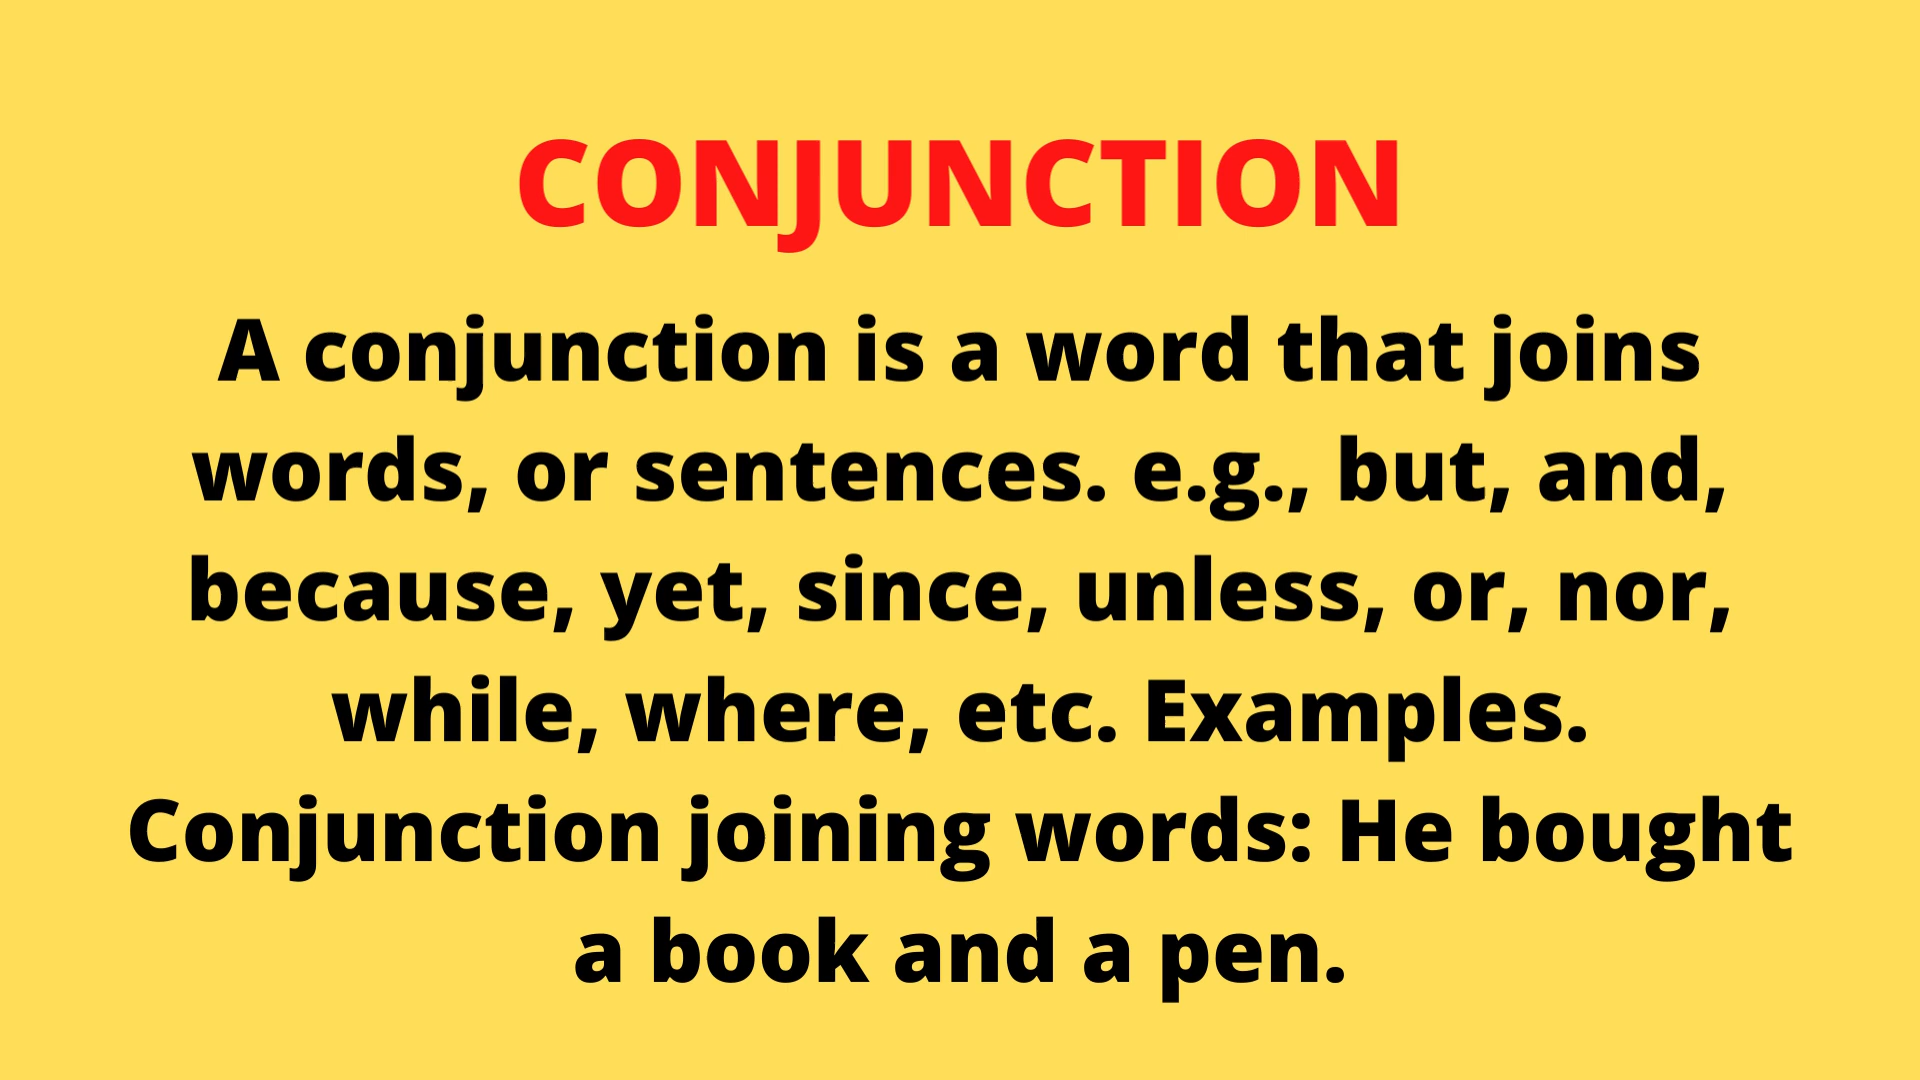 CONJUNCTION
A conjunction is a word that joins
words, or sentences. e.g., but, and,
because, yet, since, unless, or, nor,
while, where, etc. Examples.
Conjunction joining words: He bought
a book and a pen.